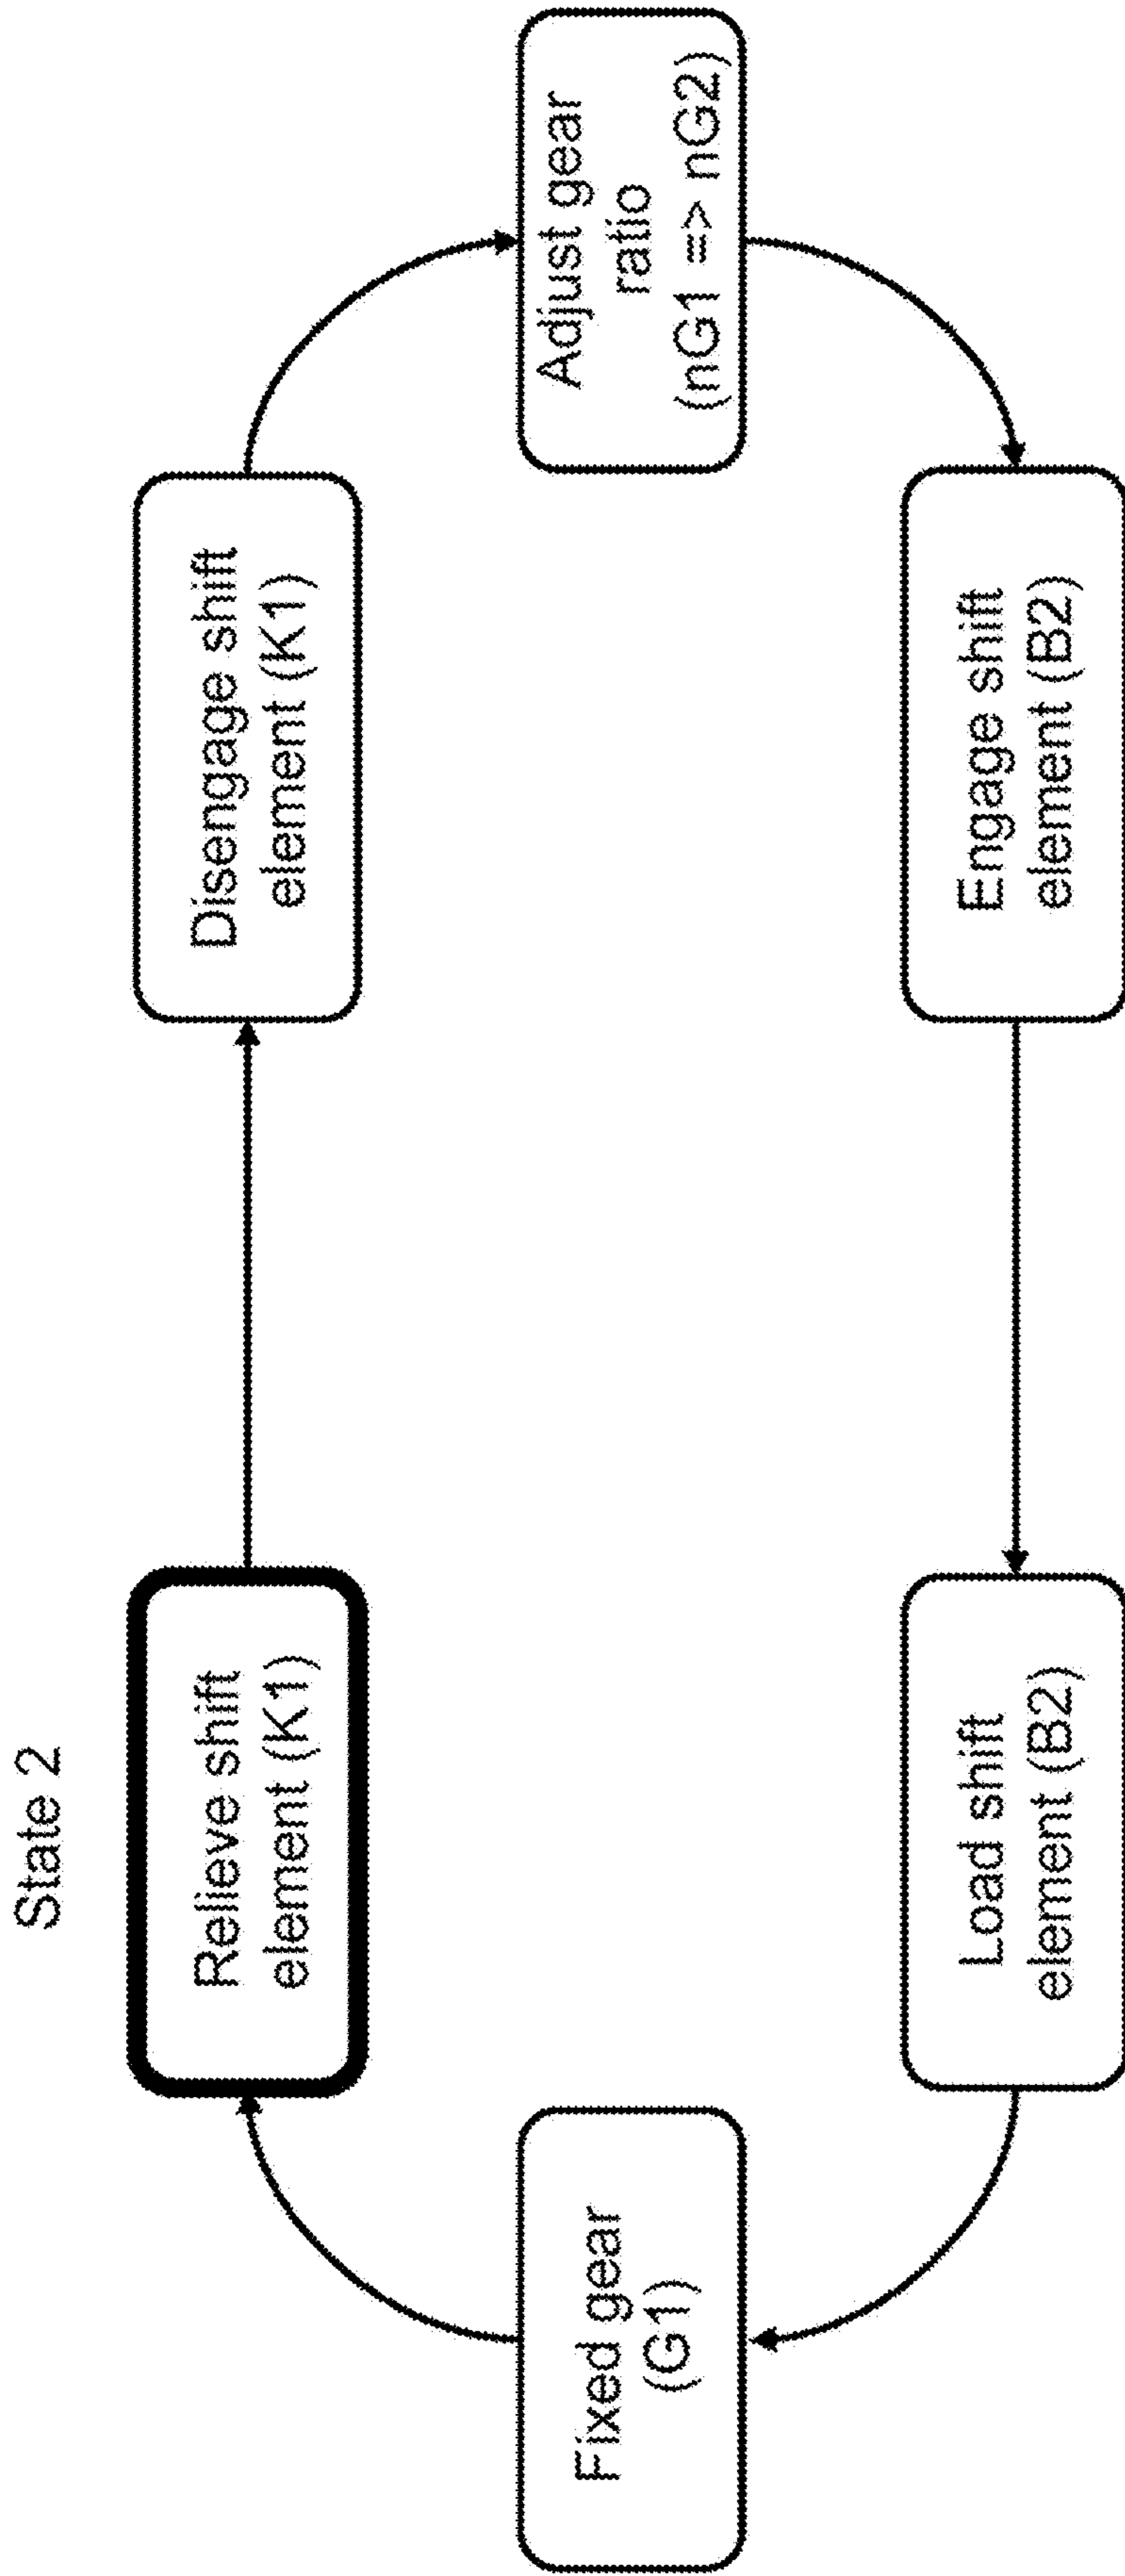 State 2
Relieve shift
element (K1)
Disengage shift
element (K1)
Fixed gear
(G1)
Adjust gear
ratio
(nG1 => nG2)
Load shift
element (B2)
Engage shift
element (B2)